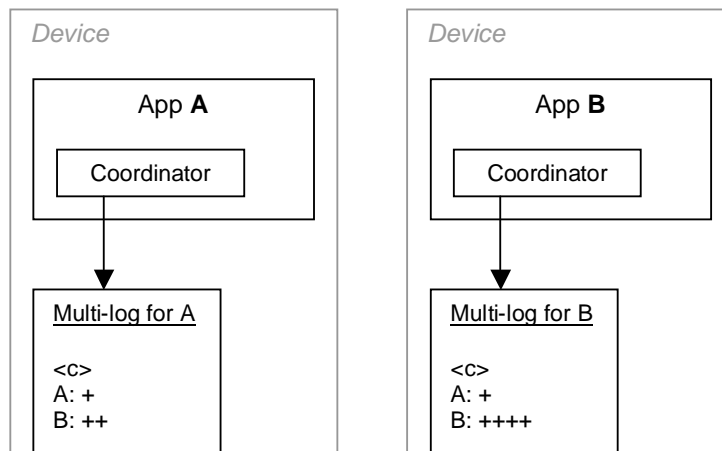 Device
App A
Coordinator
Multi-log for A
<c>
A: +
B: ++
Device
App B
Coordinator
Multi-log for B
<c>
A: +
B: ++++